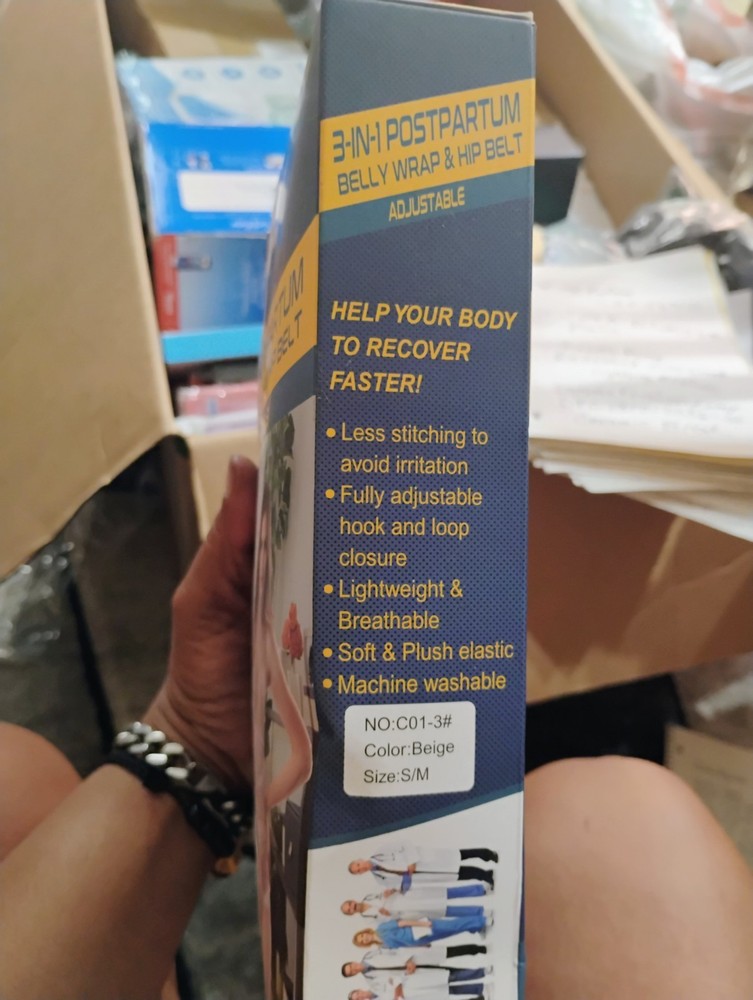 3-IN-1 POSTPARTUM
BELLY WRAP & HIP BELT
ADJUSTABLE
HELP YOUR BODY
TO RECOVER
FASTER!
• Less stitching to
avoid irritation
• Fully adjustable
hook and loop
closure
• Lightweight &
Breathable
• Soft & Plush elastic
• Machine washable
NO:C01-3#
Color:Beige
Size:S/M
TUM
BELT